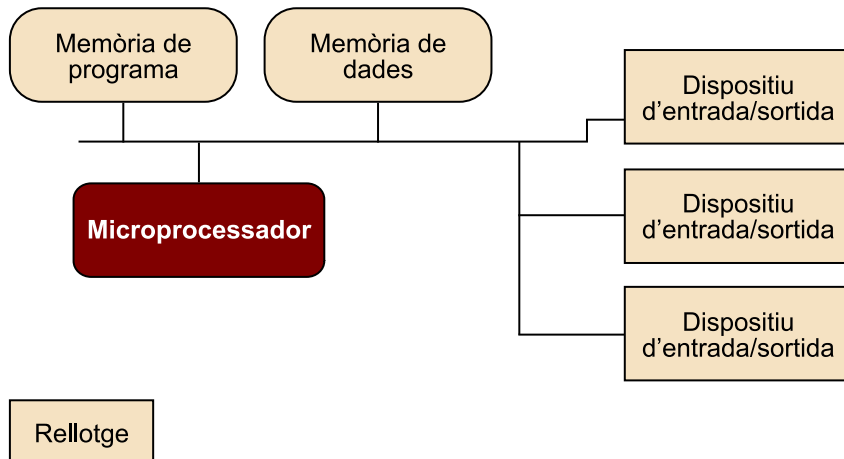 Memòria de
programa
Memòria de
dades
Dispositiu
d'entrada/sortida
Microprocessador
Dispositiu
d'entrada/sortida
Dispositiu
d'entrada/sortida
Rellotge